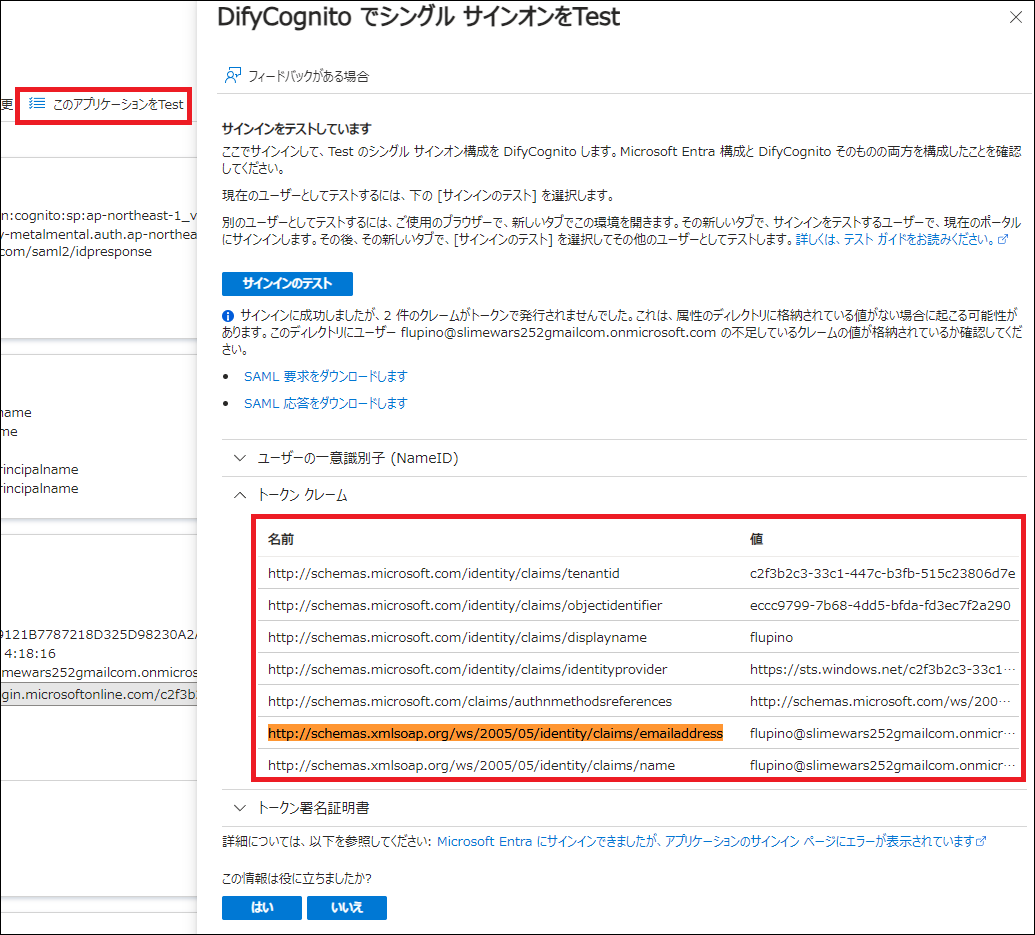 DifyCognito でシングル サインオンをTest
フィードバックがある場合
更
このアプリケーションをTest
サインインをテストしています
ここでサインインして、Test のシングル サインオン構成を DifyCognito します。Microsoft Entra 構成と DifyCognito そのものの両方を構成したことを確認
してください。
現在のユーザーとしてテストするには、下の [サインインのテスト] を選択します。
別のユーザーとしてテストするには、ご使用のブラウザーで、新しいタブでこの環境を開きます。その新しいタブで、サインインをテストするユーザーで、現在のポータル
にサインインします。その後、その新しいタブで、[サインインのテスト] を選択してその他のユーザーとしてテストします。詳しくは、テスト ガイドをお読みください。
サインインのテスト
サインインに成功しましたが、2 件のクレームがトークンで発行されませんでした。これは、属性のディレクトリに格納されている値がない場合に起こる可能性が
あります。このディレクトリにユーザー flupino@slimewars252gmailcom.onmicrosoft.com の不足しているクレームの値が格納されているか確認してくだ
さい。
SAML 要求をダウンロードします
SAML 応答をダウンロードします
n:cognito:sp:ap-northeast-1_v
y-metalmental.auth.ap-northea
com/saml2/idpresponse
name
me
rincipalname
rincipalname
ユーザーの一意識別子 (NameID)
トークン クレーム
名前 値
http://schemas.microsoft.com/identity/claims/tenantid c2f3b2c3-33c1-447c-b3fb-515c23806d7e
http://schemas.microsoft.com/identity/claims/objectidentifier eccc9799-7b68-4dd5-bfda-fd3ec7f2a290
http://schemas.microsoft.com/identity/claims/displayname flupino
http://schemas.microsoft.com/identity/claims/identityprovider https://sts.windows.net/c2f3b2c3-33c1…
http://schemas.microsoft.com/claims/authnmethodsreferences http://schemas.microsoft.com/ws/200…
http://schemas.xmlsoap.org/ws/2005/05/identity/claims/emailaddress flupino@slimewars252gmailcom.onmicr…
http://schemas.xmlsoap.org/ws/2005/05/identity/claims/name flupino@slimewars252gmailcom.onmicr…
9121B7787218D325D98230A2A
4:18:16
mewars252gmailcom.onmicros
gin.microsoftonline.com/c2f3b
トークン署名証明書
詳細については、以下を参照してください: Microsoft Entra にサインインできましたが、アプリケーションのサインイン ページにエラーが表示されています
この情報は役に立ちましたか?
はい
いいえ